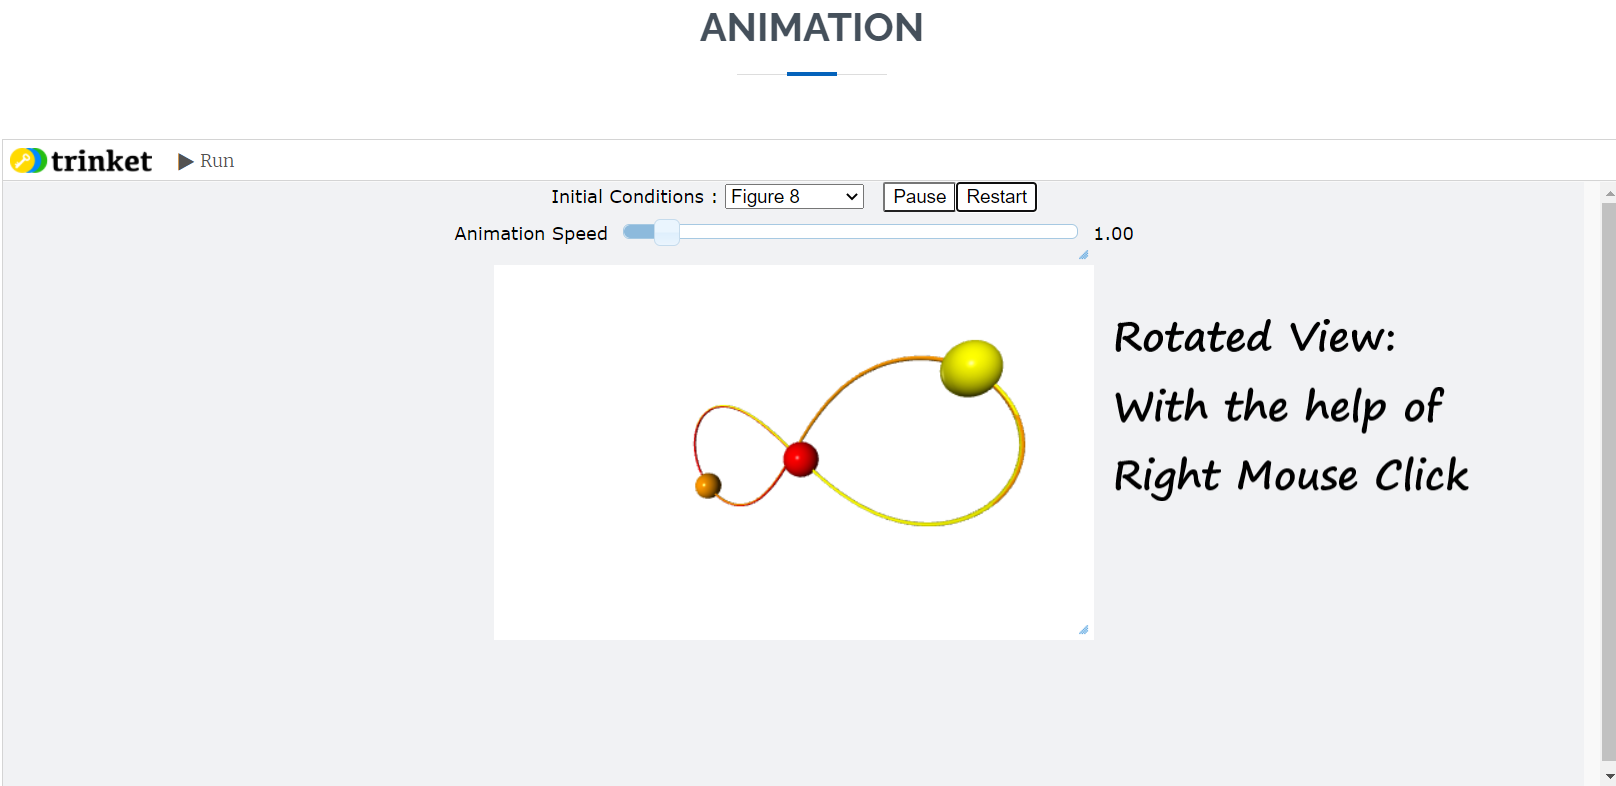 ANIMATION
trinket Run
Initial Conditions : Figure 8 Pause Restart
Animation Speed 1.00
Rotated View:
With the help of
Right Mouse Click